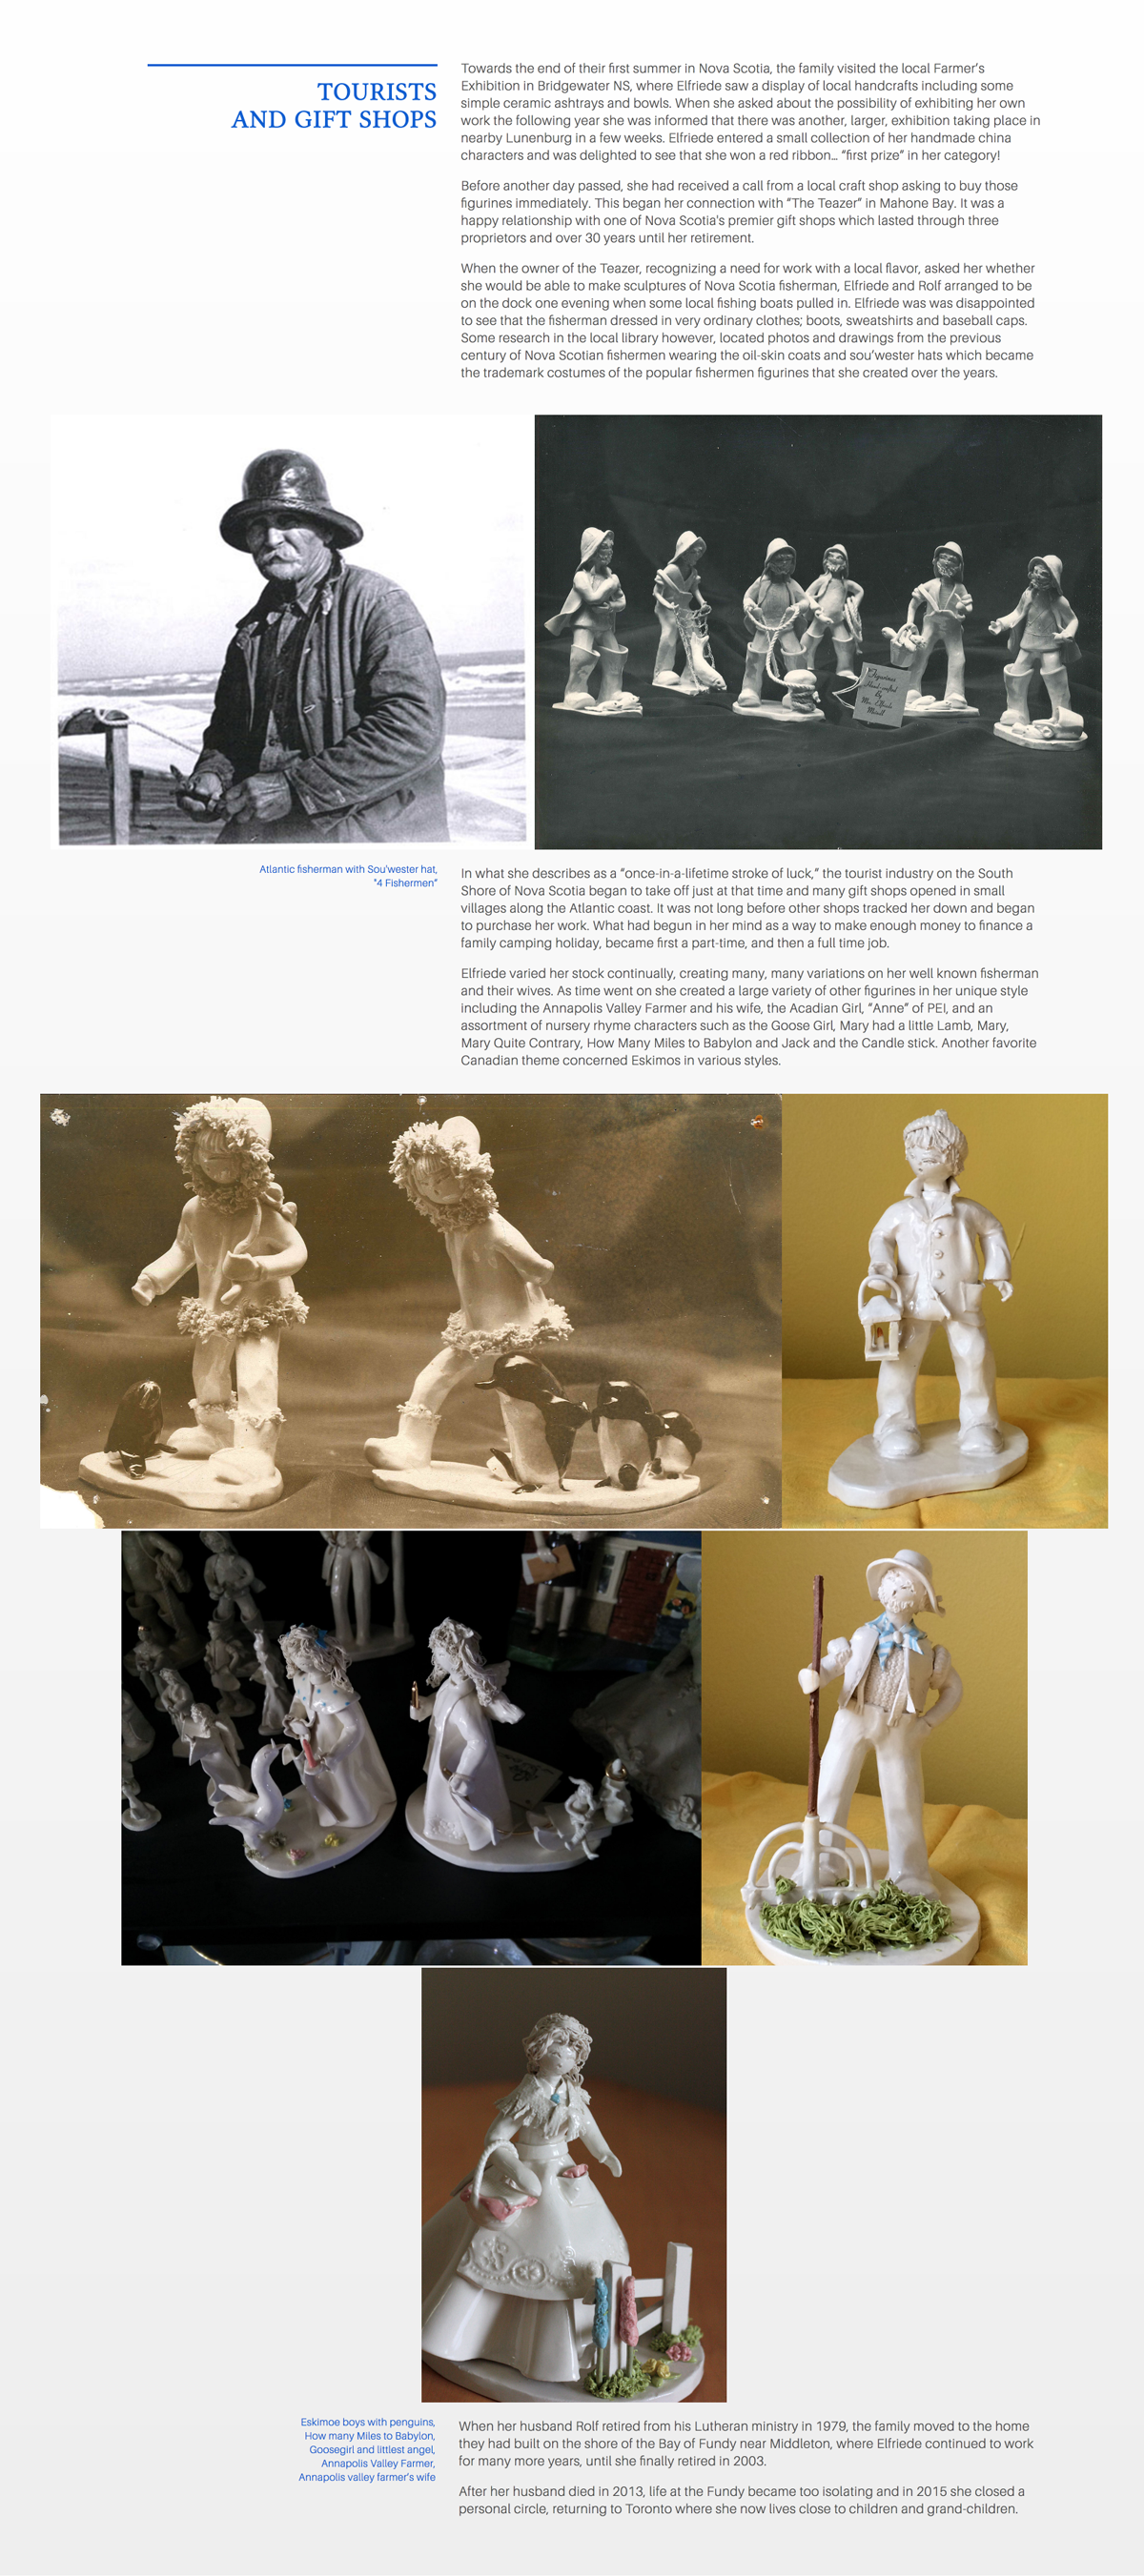 TOURISTS
AND GIFT SHOPS
Towards the end of their first summer in Nova Scotia, the family visited the local Farmer's
Exhibition in Bridgewater NS, where Elfriede saw a display of local handcrafts including some
simple ceramic ashtrays and bowls. When she asked about the possibility of exhibiting her own
work the following year she was informed that there was another, larger, exhibition taking place in
nearby Lunenburg in a few weeks. Elfriede entered a small collection of her handmade china
characters and was delighted to see that she won a red ribbon... “first prize” in her category!
Before another day passed, she had received a call from a local craft shop asking to buy those
figurines immediately. This began her connection with “The Teazer” in Mahone Bay. It was a
happy relationship with one of Nova Scotia's premier gift shops which lasted through three
proprietors and over 30 years until her retirement.
When the owner of the Teazer, recognizing a need for work with a local flavor, asked her whether
she would be able to make sculptures of Nova Scotia fisherman, Elfriede and Rolf arranged to be
on the dock one evening when some local fishing boats pulled in. Elfriede was was disappointed
to see that the fisherman dressed in very ordinary clothes; boots, sweatshirts and baseball caps.
Some research in the local library however, located photos and drawings from the previous
century of Nova Scotian fishermen wearing the oil-skin coats and sou'wester hats which became
the trademark costumes of the popular fishermen figurines that she created over the years.
Figurines
Hand crafted
By
Mrs. Elfriede
Atlantic fisherman with Sou'wester hat,
"4 Fishermen"
In what she describes as a “once-in-a-lifetime stroke of luck,” the tourist industry on the South
Shore of Nova Scotia began to take off just at that time and many gift shops opened in small
villages along the Atlantic coast. It was not long before other shops tracked her down and began
to purchase her work. What had begun in her mind as a way to make enough money to finance a
family camping holiday, became first a part-time, and then a full time job.
Elfriede varied her stock continually, creating many, many variations on her well known fisherman
and their wives. As time went on she created a large variety of other figurines in her unique style
including the Annapolis Valley Farmer and his wife, the Acadian Girl, “Anne” of PEI, and an
assortment of nursery rhyme characters such as the Goose Girl, Mary had a little Lamb, Mary,
Mary Quite Contrary, How Many Miles to Babylon and Jack and the Candle stick. Another favorite
Canadian theme concerned Eskimos in various styles.
Eskimoe boys with penguins,
How many Miles to Babylon,
Goosegirl and littlest angel,
Annapolis Valley Farmer,
Annapolis valley farmer's wife
When her husband Rolf retired from his Lutheran ministry in 1979, the family moved to the home
they had built on the shore of the Bay of Fundy near Middleton, where Elfriede continued to work
for many more years, until she finally retired in 2003.
After her husband died in 2013, life at the Fundy became too isolating and in 2015 she closed a
personal circle, returning to Toronto where she now lives close to children and grand-children.